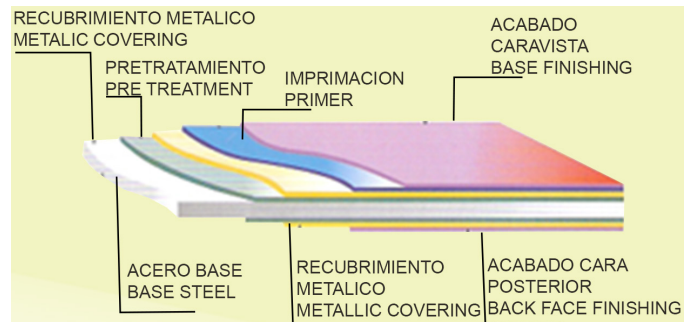 RECUBRIMIENTO METALICO
METALIC COVERING
PRETRATAMIENTO
PRE TREATMENT
IMPRIMACION
PRIMER
ACABADO
CARAVISTA
BASE FINISHING
ACERO BASE
BASE STEEL
RECUBRIMIENTO
METALICO
METALLIC COVERING
ACABADO CARA
POSTERIOR
BACK FACE FINISHING